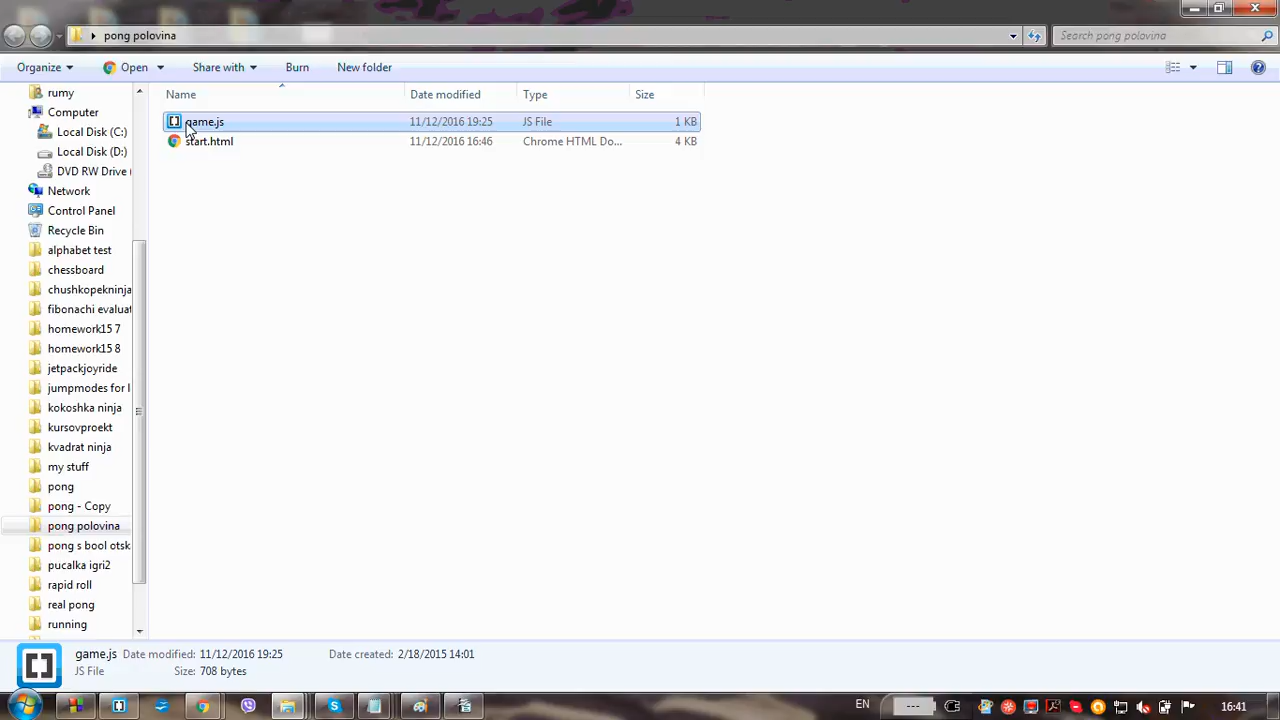 pong polovina
Search pong polovina
Organize Open Share with Burn New folder
Name Date modified Type Size
rumy
Computer
Local Disk (C:)
Local Disk (D:)
DVD RW Drive (
Network
Control Panel
Recycle Bin
alphabet test
chessboard
chushkopekninja
fibonachi evaluat
homework15 7
homework15 8
jetpackjoyride
jumpmodes for l
kokoshka ninja
kursovproekt
kvadrat ninja
my stuff
pong
pong - Copy
pong polovina
pong s bool otsk
pucalka igri2
rapid roll
real pong
running
game.js 11/12/2016 19:25 JS File 1 KB
start.html 11/12/2016 16:46 Chrome HTML Do... 4 KB
game.js Date modified: 11/12/2016 19:25 Date created: 2/18/2015 14:01
JS File Size: 708 bytes
EN --- 16:41